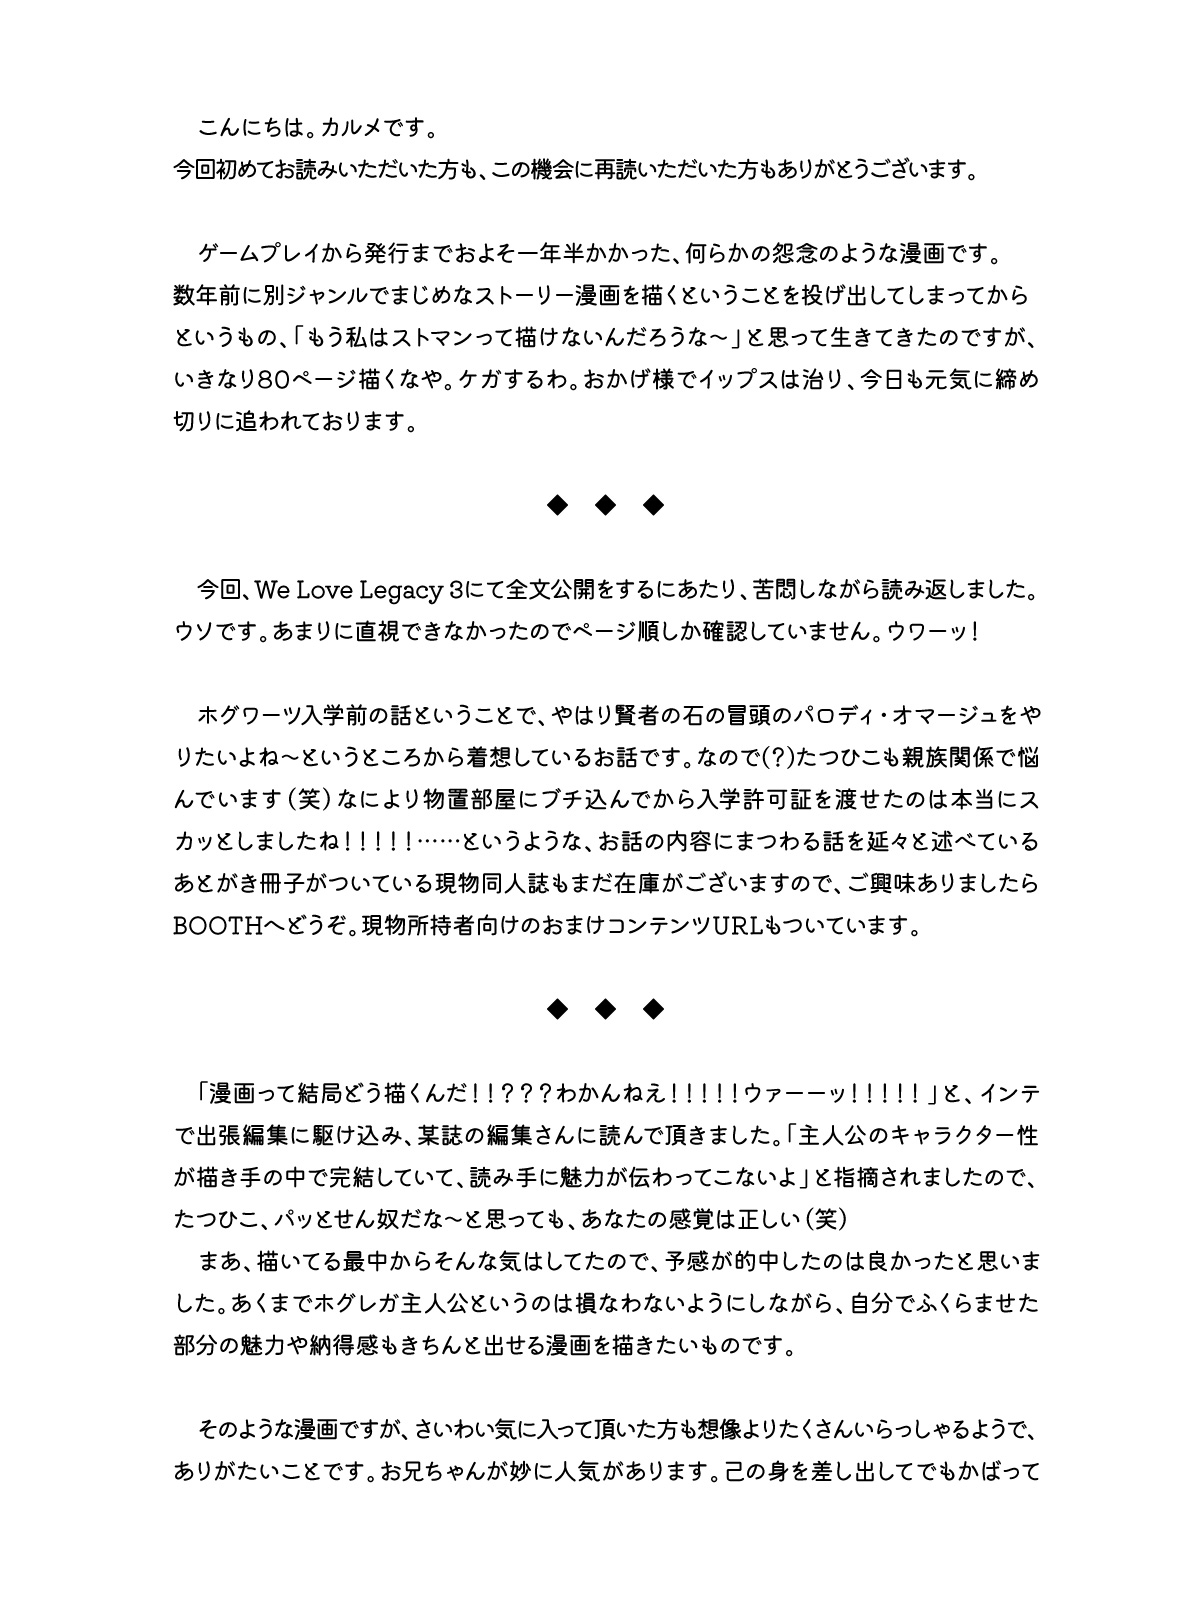 こんにちは。カルメです。
今回初めてお読みいただいた方も、この機会に再読いただいた方もありがとうございます。
ゲームプレイから発行までおよそ一年半かかった、何らかの怨念のような漫画です。
数年前に別ジャンルでまじめなストーリー漫画を描くということを投げ出してしまってから
というもの、「もう私はストマンって描けないんだろうな〜」と思って生きてきたのですが、
いきなり80ページ描くなや。ケガするわ。おかげ様でイップスは治り、今日も元気に締め
切りに追われております。
◆ ◆ ◆
今回、We Love Legacy 3にて全文公開をするにあたり、苦悶しながら読み返しました。
ウソです。あまりに直視できなかったのでページ順しか確認していません。ウワーッ！
ホグワーツ入学前の話ということで、やはり賢者の石の冒頭のパロディ・オマージュをや
りたいよね〜というところから着想しているお話です。なので（？）たつひこも親族関係で悩
んでいます（笑）なにより物置部屋にブチ込んでから入学許可証を渡せたのは本当にス
カッとしましたね！！！！！……というような、お話の内容にまつわる話を延々と述べている
あとがき冊子がついている現物同人誌もまだ在庫がございますので、ご興味ありましたら
BOOTHへどうぞ。現物所持者向けのおまけコンテンツURLもついています。
◆ ◆ ◆
「漫画って結局どう描くんだ！！？？？わかんねえ！！！！！ウァーーッ！！！！！」と、インテ
で出張編集に駆け込み、某誌の編集さんに読んで頂きました。「主人公のキャラクター性
が描き手の中で完結していて、読み手に魅力が伝わってこないよ」と指摘されましたので、
たつひこ、パッとせん奴だな〜と思っても、あなたの感覚は正しい（笑）
まあ、描いてる最中からそんな気はしてたので、予感が的中したのは良かったと思いま
した。あくまでホグレガ主人公というのは損なわないようにしながら、自分でふくらませた
部分の魅力や納得感もきちんと出せる漫画を描きたいものです。
そのような漫画ですが、さいわい気に入って頂いた方も想像よりたくさんいらっしゃるようで、
ありがたいことです。お兄ちゃんが妙に人気があります。己の身を差し出してでもかばって